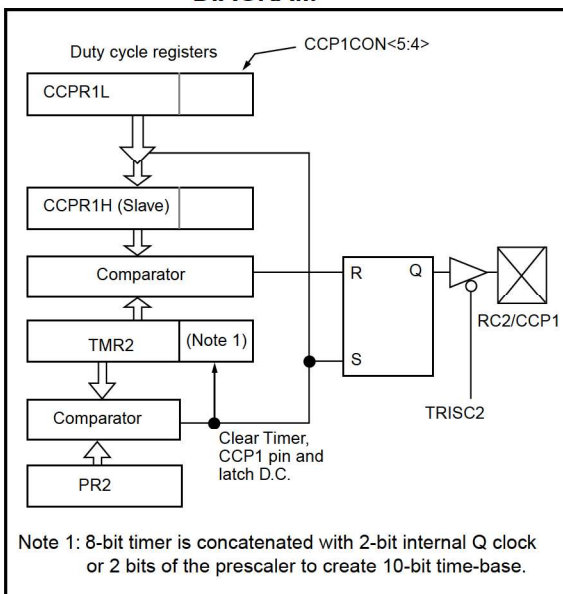 Duty cycle registers
CCP1CON<5:4>
CCPR1L
CCPR1H (Slave)
Comparator
R
Q
RC2/CCP1
TMR2
(Note 1)
S
TRISC2
Comparator
Clear Timer,
CCP1 pin and
latch D.C.
PR2
Note 1: 8-bit timer is concatenated with 2-bit internal Q clock
or 2 bits of the prescaler to create 10-bit time-base.